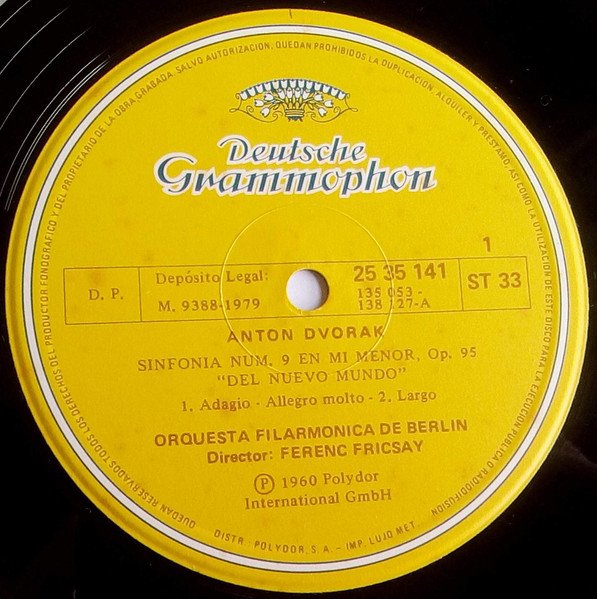 QUEDAN RESERVADOS TODOS LOS DERECHOS DEL PRODUCTOR FONOGRAFICO Y DEL PROPIETARIO DE LA OBRA GRABADA. SALVO AUTORIZACION, QUEDAN PROHIBIDOS LA DUPLICACION, ALQUILER Y PRESTAMO, ASI COMO LA UTILIZACION DE ESTE DISCO PARA LA EJECUCION PUBLICA O RADIODIFUSION
Deutsche
Grammophon
1
D. P.
Depósito Legal:
M. 9388-1979
25 35 141
135 053 -
138 127-A
ST 33
ANTON DVORAK
SINFONIA NUM. 9 EN MI MENOR, Op. 95
"DEL NUEVO MUNDO"
1. Adagio - Allegro molto - 2. Largo
ORQUESTA FILARMONICA DE BERLIN
Director: FERENC FRICSAY
Ⓟ 1960 Polydor
International GmbH
DISTR.: POLYDOR, S. A. - IMP. LUJO MET.